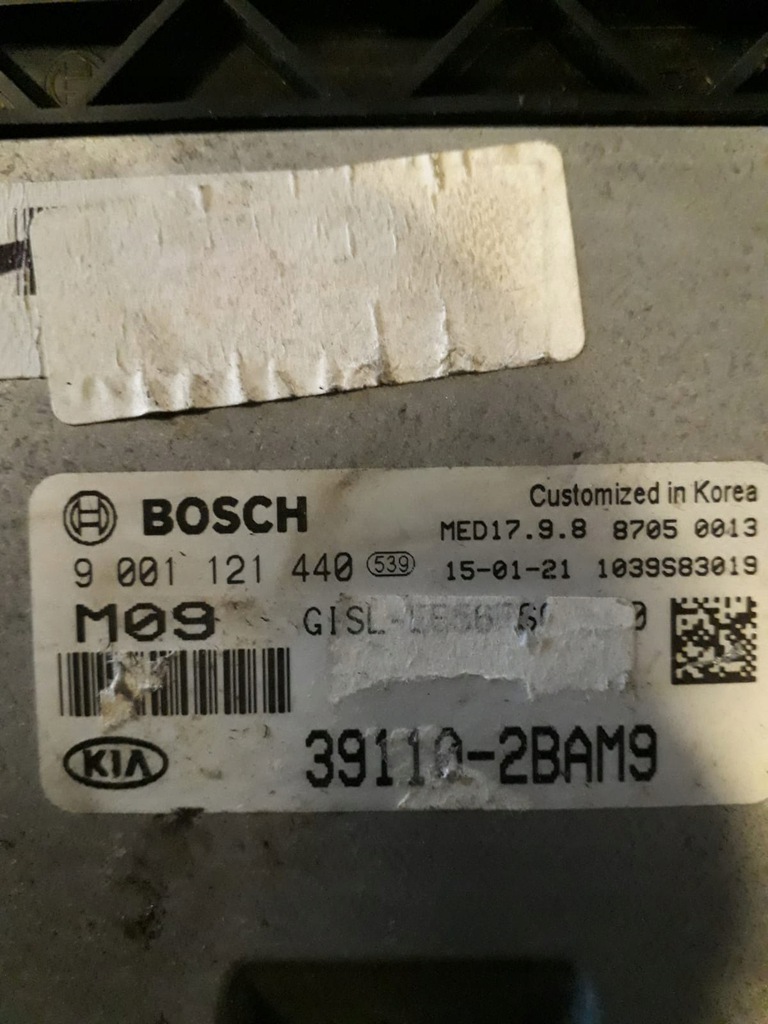 BOSCH
Customized in Korea
MED17.9.8 8705 0013
9 001 121 440 539
15-01-21 1039S83019
M09
KIA
39110-2BAM9